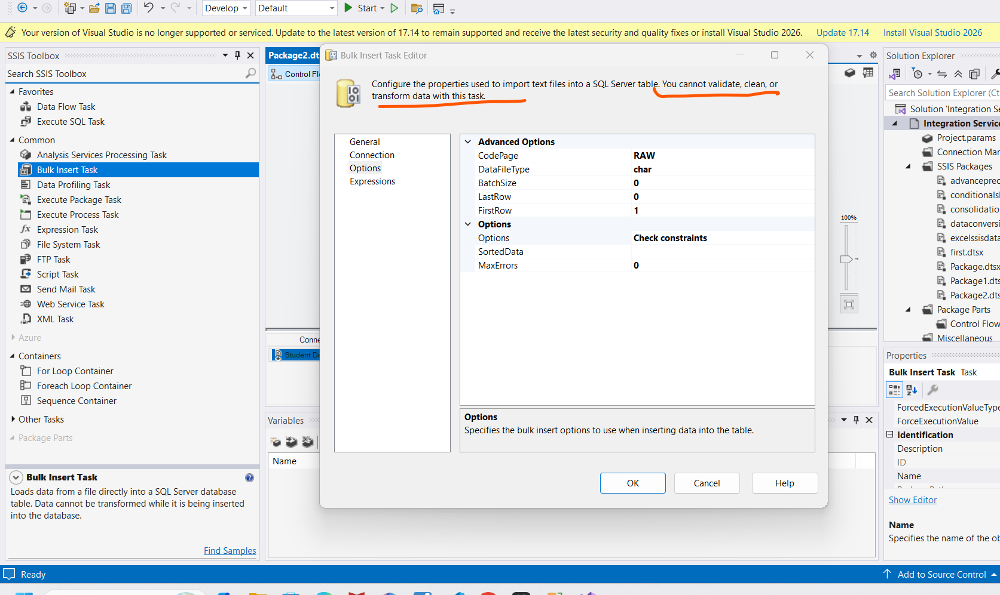 Develop
Default
Start
Your version of Visual Studio is no longer supported or serviced. Update to the latest version of 17.14 to remain supported and receive the latest security and quality fixes or install Visual Studio 2026.
Update 17.14
Install Visual Studio 2026
SSIS Toolbox
Search SSIS Toolbox
Favorites
Data Flow Task
Execute SQL Task
Common
Analysis Services Processing Task
Bulk Insert Task
Data Profiling Task
Execute Package Task
Execute Process Task
Expression Task
File System Task
FTP Task
Script Task
Send Mail Task
Web Service Task
XML Task
Azure
Containers
For Loop Container
Foreach Loop Container
Sequence Container
Other Tasks
Package Parts
Bulk Insert Task
Loads data from a file directly into a SQL Server database
table. Data cannot be transformed while it is being inserted
into the database.
Find Samples
Package2.dt
Control Fl
Conne
Student D
Variables
Name
Bulk Insert Task Editor
Configure the properties used to import text files into a SQL Server table. You cannot validate, clean, or
transform data with this task.
General
Connection
Options
Expressions
Advanced Options
CodePage RAW
DataFileType char
BatchSize 0
LastRow 0
FirstRow 1
Options
Options Check constraints
SortedData
MaxErrors 0
Options
Specifies the bulk insert options to use when inserting data into the table.
OK
Cancel
Help
100%
Solution Explorer
Search Solution Explorer (Ct
Solution 'Integration Se
Integration Service
Project.params
Connection Mar
SSIS Packages
advanceprec
conditionals
consolidatio
dataconversi
excelssisdata
first.dtsx
Package.dtsx
Package1.dts
Package2.dts
Package Parts
Control Flow
Miscellaneous
Properties
Bulk Insert Task Task
ForcedExecutionValueType
ForceExecutionValue
Identification
Description
ID
Name
Show Editor
Name
Specifies the name of the ob
Ready
Add to Source Control